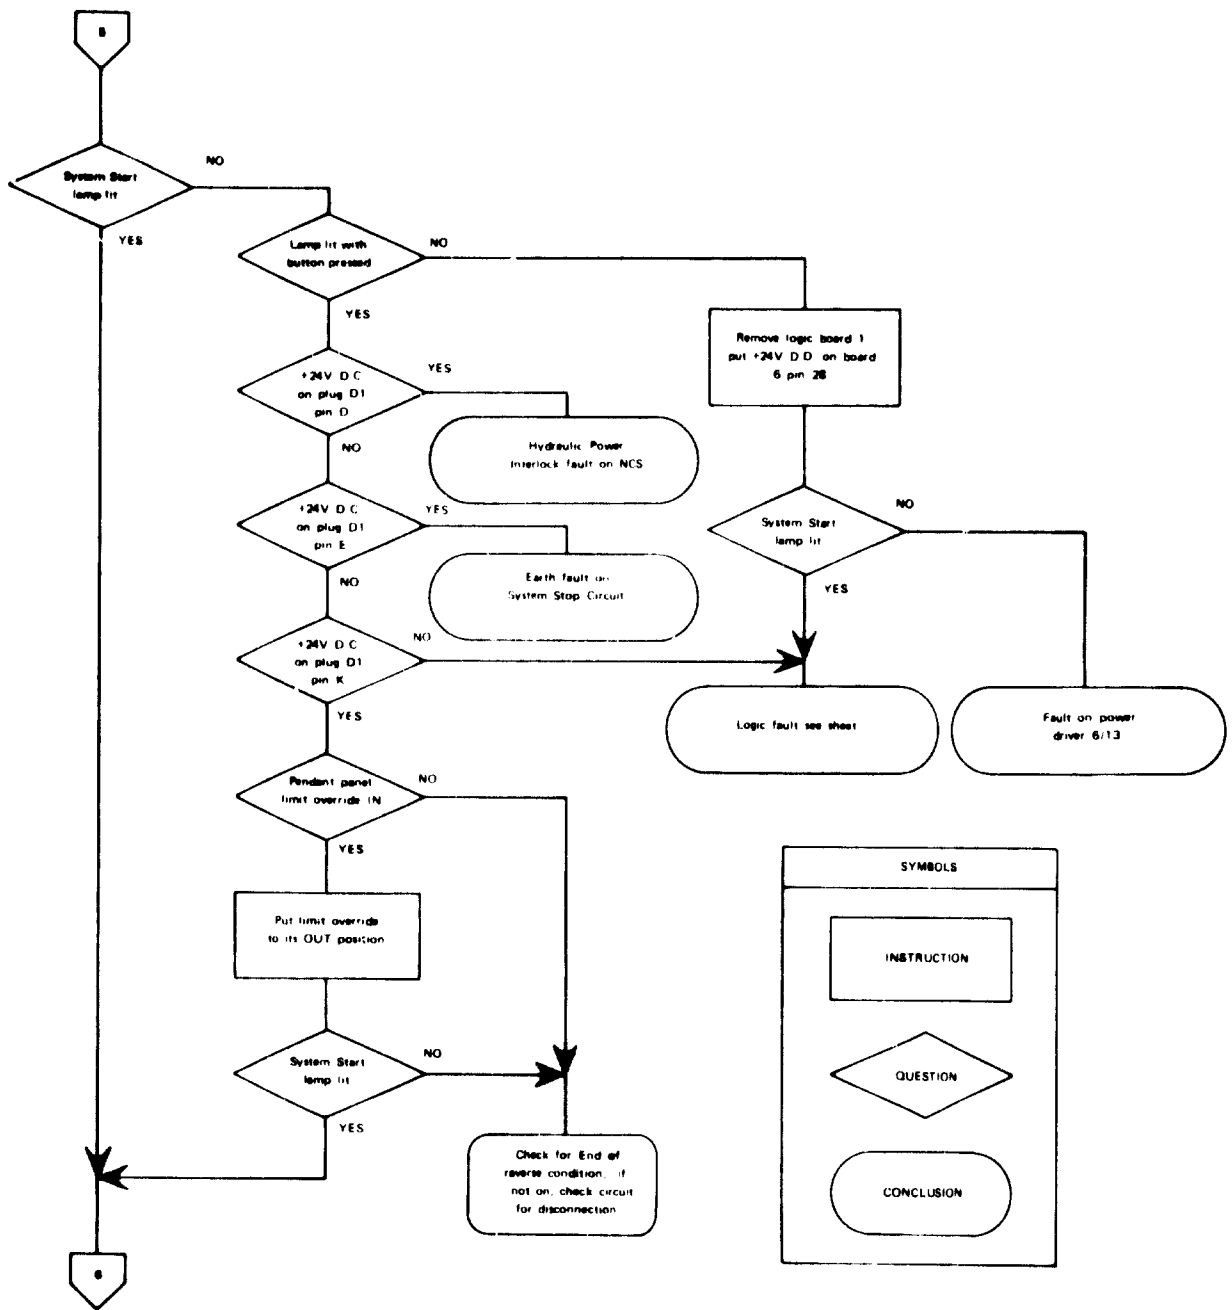 5
System Start
lamp lit
NO
YES
Lamp lit with
button pressed
NO
YES
Remove logic board 1
put +24V D D on board
6 pin 28
+24V D C
on plug D1
pin D
YES
NO
Hydraulic Power
Interlock fault on NCS
+24V D C
on plug D1
pin E
YES
NO
Earth fault on
System Stop Circuit
System Start
lamp lit
NO
YES
+24V D C
on plug D1
pin K
NO
YES
Logic fault see sheet
Fault on power
driver 6/13
Pendant panel
limit override IN
NO
YES
Put limit override
to its OUT position
System Start
lamp lit
NO
YES
Check for End of
reverse condition, if
not on, check circuit
for disconnection
6
SYMBOLS
INSTRUCTION
QUESTION
CONCLUSION